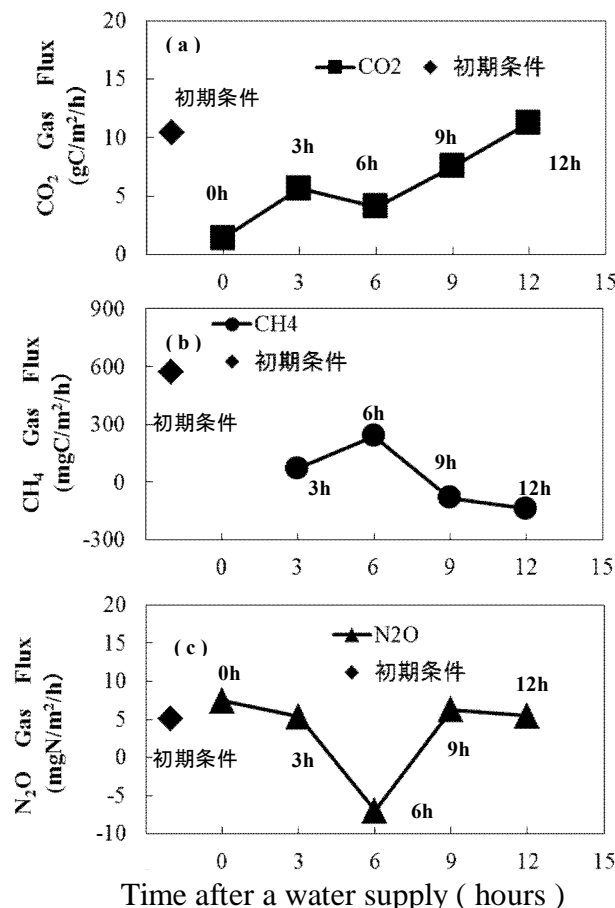 20
( a )
CO2 初期条件
15
初期条件
10
5
0
0h
3h
6h
9h
12h
CO₂ Gas Flux
(gC/m²/h)
0 3 6 9 12 15
900
( b )
CH4
初期条件
600
初期条件
300
0
-300
3h
6h
9h
12h
CH₄ Gas Flux
(mgC/m²/h)
0 3 6 9 12 15
20
( c )
N2O
初期条件
15
10
5
0
-5
-10
初期条件
0h
3h
6h
9h
12h
N₂O Gas Flux
(mgN/m²/h)
0 3 6 9 12 15
Time after a water supply ( hours )